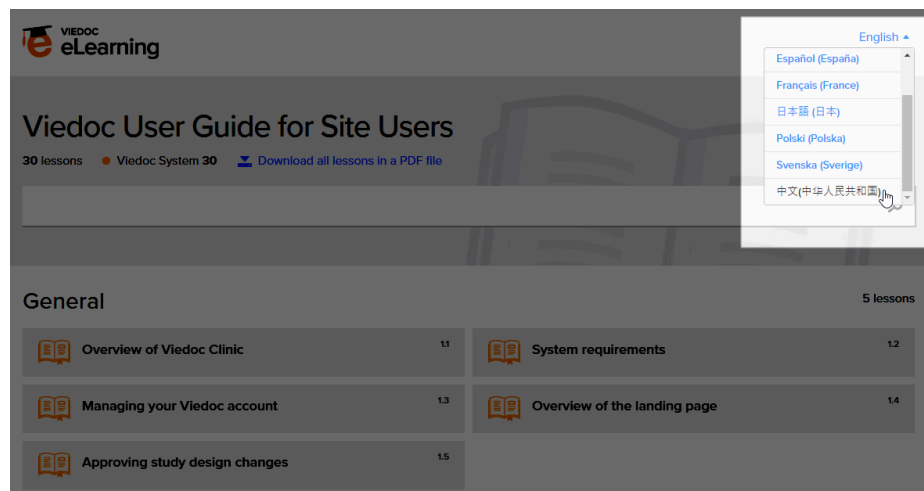 VIEDOC
eLearning
English
Español (España)
Français (France)
日本語 (日本)
Polski (Polska)
Svenska (Sverige)
中文(中华人民共和国)
Viedoc User Guide for Site Users
30 lessons Viedoc System 30 Download all lessons in a PDF file
General 5 lessons
Overview of Viedoc Clinic 1.1
System requirements 1.2
Managing your Viedoc account 1.3
Overview of the landing page 1.4
Approving study design changes 1.5